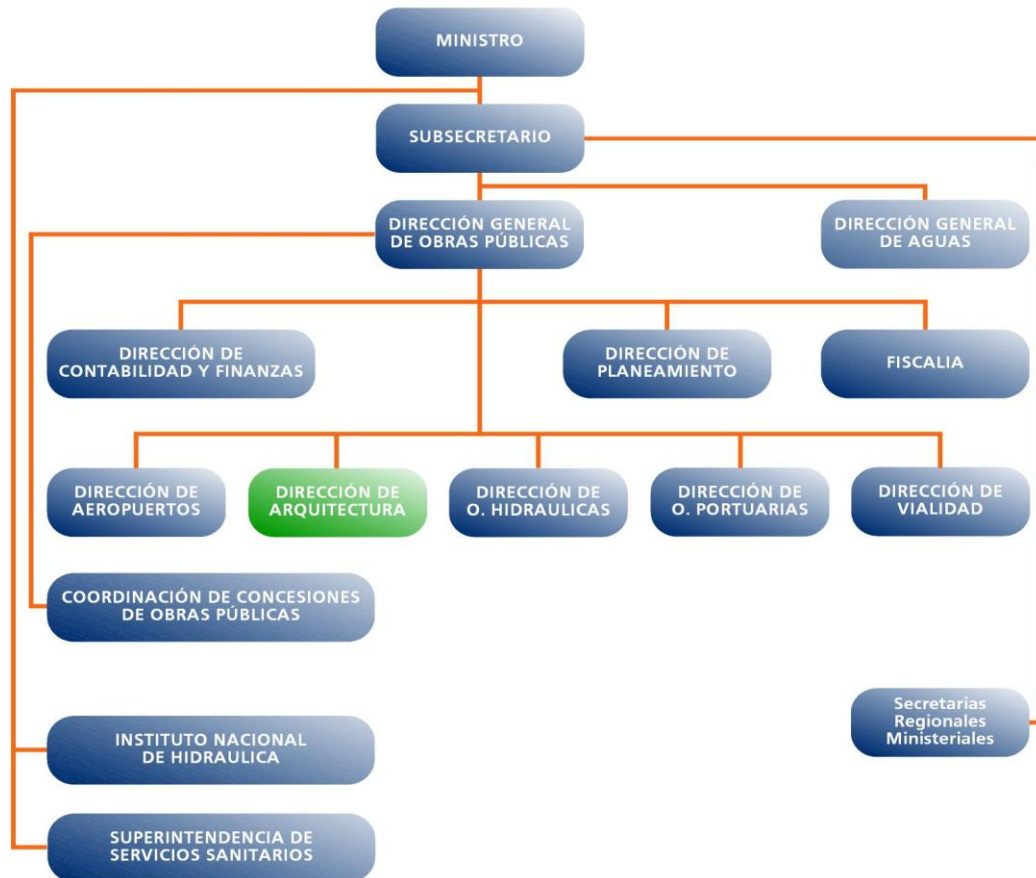 MINISTRO
SUBSECRETARIO
DIRECCIÓN GENERAL
DE OBRAS PÚBLICAS
DIRECCIÓN GENERAL
DE AGUAS
DIRECCIÓN DE
CONTABILIDAD Y FINANZAS
DIRECCIÓN DE
PLANEAMIENTO
FISCALIA
DIRECCIÓN DE
AEROPUERTOS
DIRECCIÓN DE
ARQUITECTURA
DIRECCIÓN DE
O. HIDRAULICAS
DIRECCIÓN DE
O. PORTUARIAS
DIRECCIÓN DE
VIALIDAD
COORDINACIÓN DE CONCESIONES
DE OBRAS PÚBLICAS
Secretarias
Regionales
Ministeriales
INSTITUTO NACIONAL
DE HIDRAULICA
SUPERINTENDENCIA DE
SERVICIOS SANITARIOS